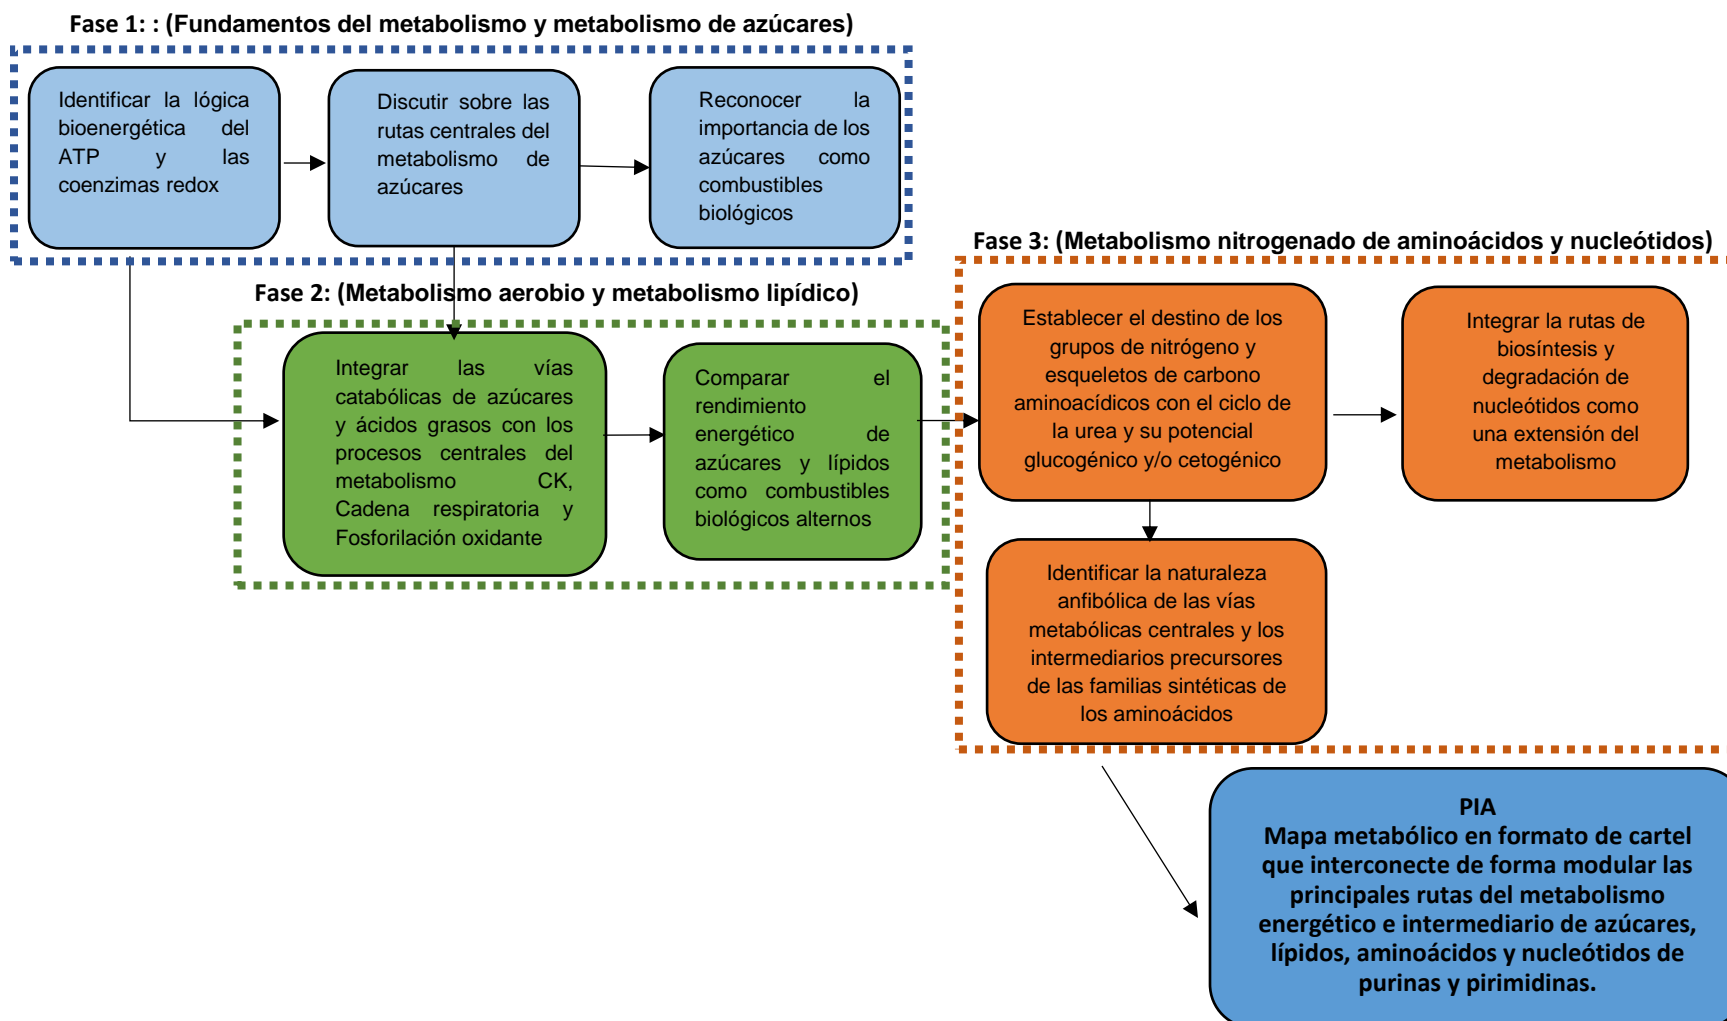 Fase 1: : (Fundamentos del metabolismo y metabolismo de azúcares)
Identificar la lógica
bioenergética del
ATP y las
coenzimas redox
Discutir sobre las
rutas centrales del
metabolismo de
azúcares
Reconocer la
importancia de los
azúcares como
combustibles
biológicos
Fase 2: (Metabolismo aerobio y metabolismo lipídico)
Integrar las vías
catabólicas de azúcares
y ácidos grasos con los
procesos centrales del
metabolismo CK,
Cadena respiratoria y
Fosforilación oxidante
Comparar el
rendimiento
energético de
azúcares y lípidos
como combustibles
biológicos alternos
Fase 3: (Metabolismo nitrogenado de aminoácidos y nucleótidos)
Establecer el destino de los
grupos de nitrógeno y
esqueletos de carbono
aminoacídicos con el ciclo de
la urea y su potencial
glucogénico y/o cetogénico
Integrar la rutas de
biosíntesis y
degradación de
nucleótidos como
una extensión del
metabolismo
Identificar la naturaleza
anfibólica de las vías
metabólicas centrales y los
intermediarios precursores
de las familias sintéticas de
los aminoácidos
PIA
Mapa metabólico en formato de cartel
que interconecte de forma modular las
principales rutas del metabolismo
energético e intermediario de azúcares,
lípidos, aminoácidos y nucleótidos de
purinas y pirimidinas.